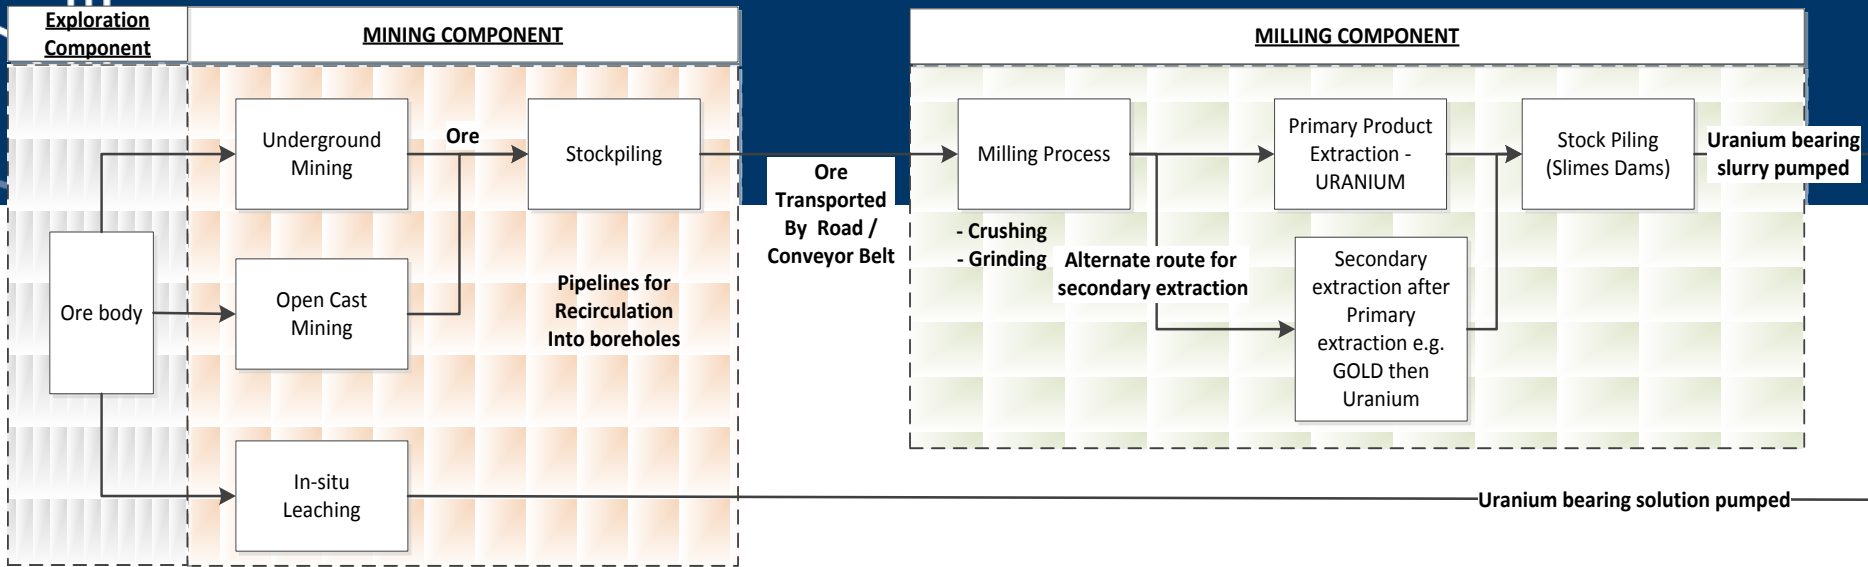 Exploration
Component
MINING COMPONENT
MILLING COMPONENT
Ore body
Underground
Mining
Ore
Stockpiling
Open Cast
Mining
Pipelines for
Recirculation
Into boreholes
In-situ
Leaching
Ore
Transported
By Road /
Conveyor Belt
Milling Process
- Crushing
- Grinding
Alternate route for
secondary extraction
Primary Product
Extraction -
URANIUM
Secondary
extraction after
Primary
extraction e.g.
GOLD then
Uranium
Stock Piling
(Slimes Dams)
Uranium bearing
slurry pumped
Uranium bearing solution pumped